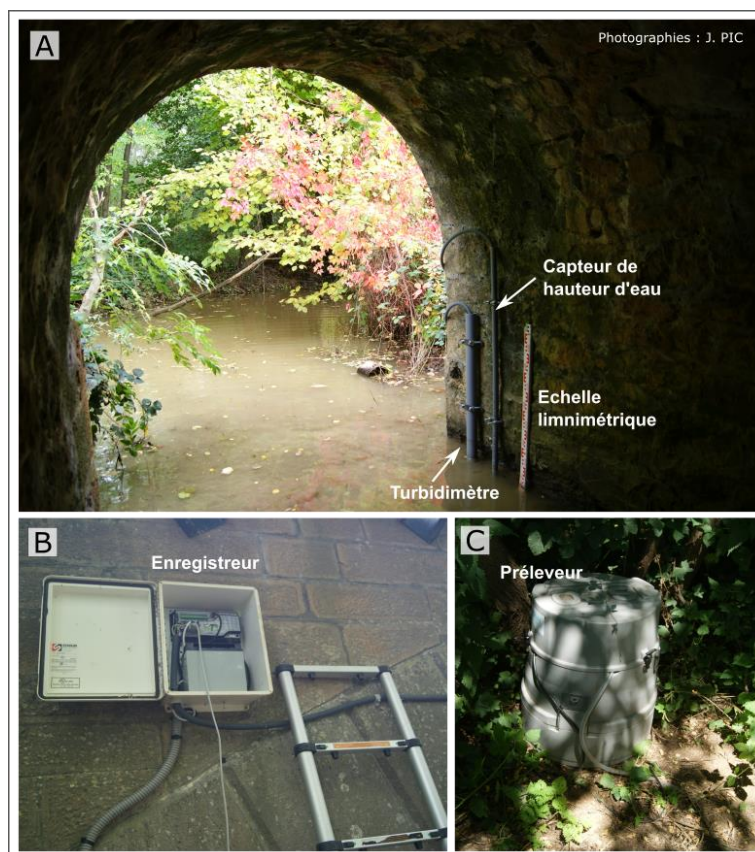 A
Photographies : J. PIC
Capteur de
hauteur d'eau
Echelle
limnimétrique
Turbidimètre
B
Enregistreur
C
Préleveur